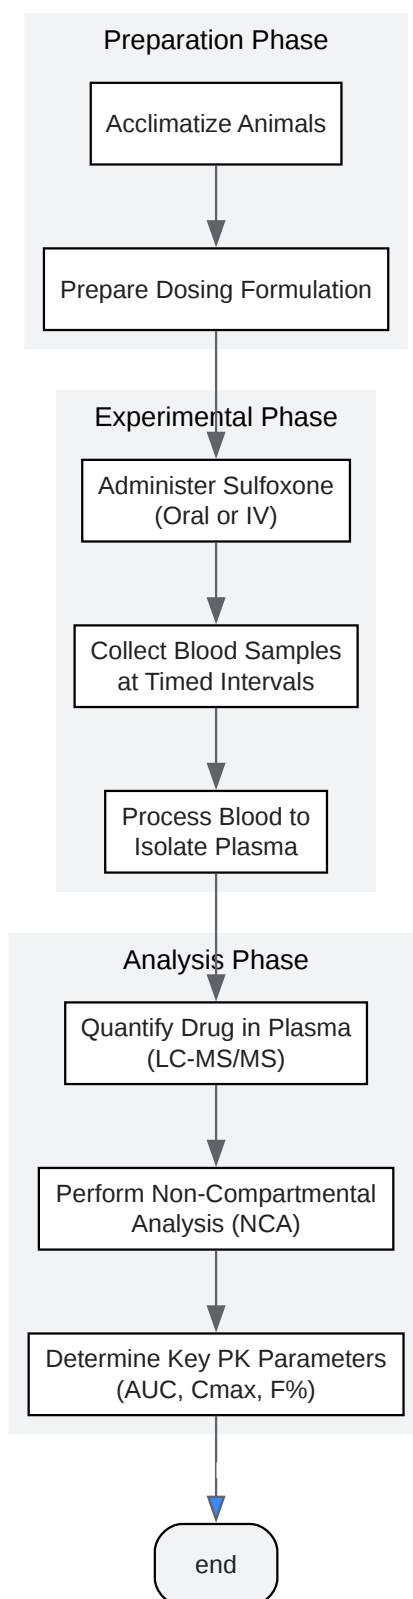 Preparation Phase
Acclimatize Animals
Prepare Dosing Formulation
Experimental Phase
Administer Sulfoxone
(Oral or IV)
Collect Blood Samples
at Timed Intervals
Process Blood to
Isolate Plasma
Analysis Phase
Quantify Drug in Plasma
(LC-MS/MS)
Perform Non-Compartmental
Analysis (NCA)
Determine Key PK Parameters
(AUC, Cmax, F%)
end